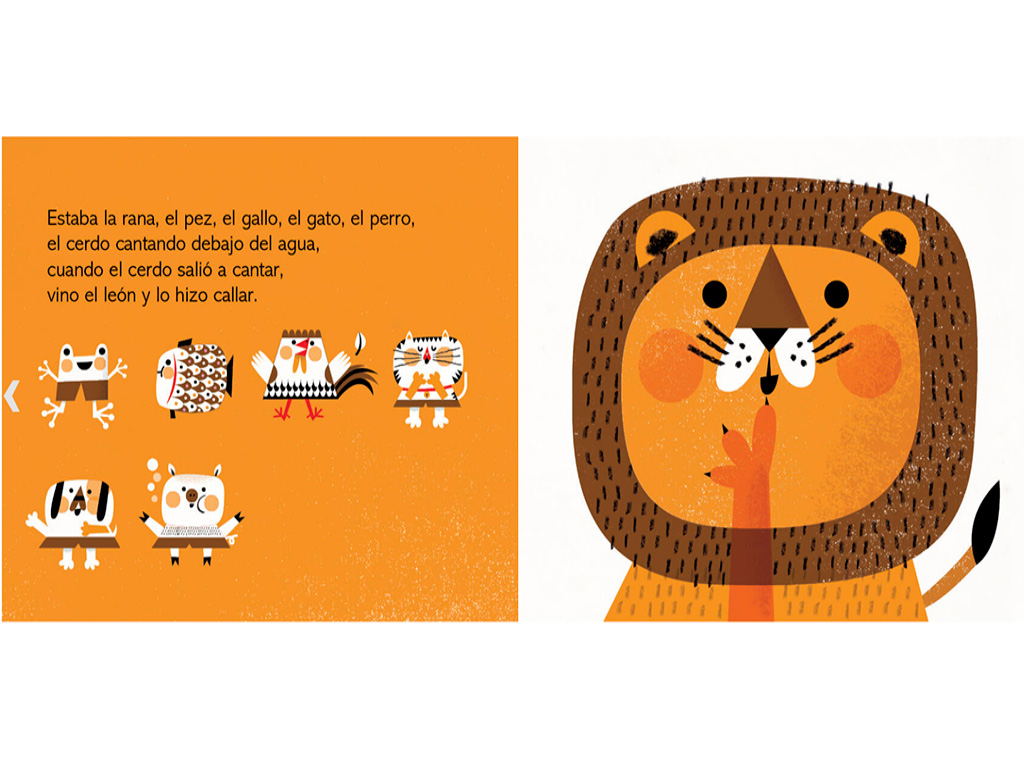 Estaba la rana, el pez, el gallo, el gato, el perro,
el cerdo cantando debajo del agua,
cuando el cerdo salió a cantar,
vino el león y lo hizo callar.